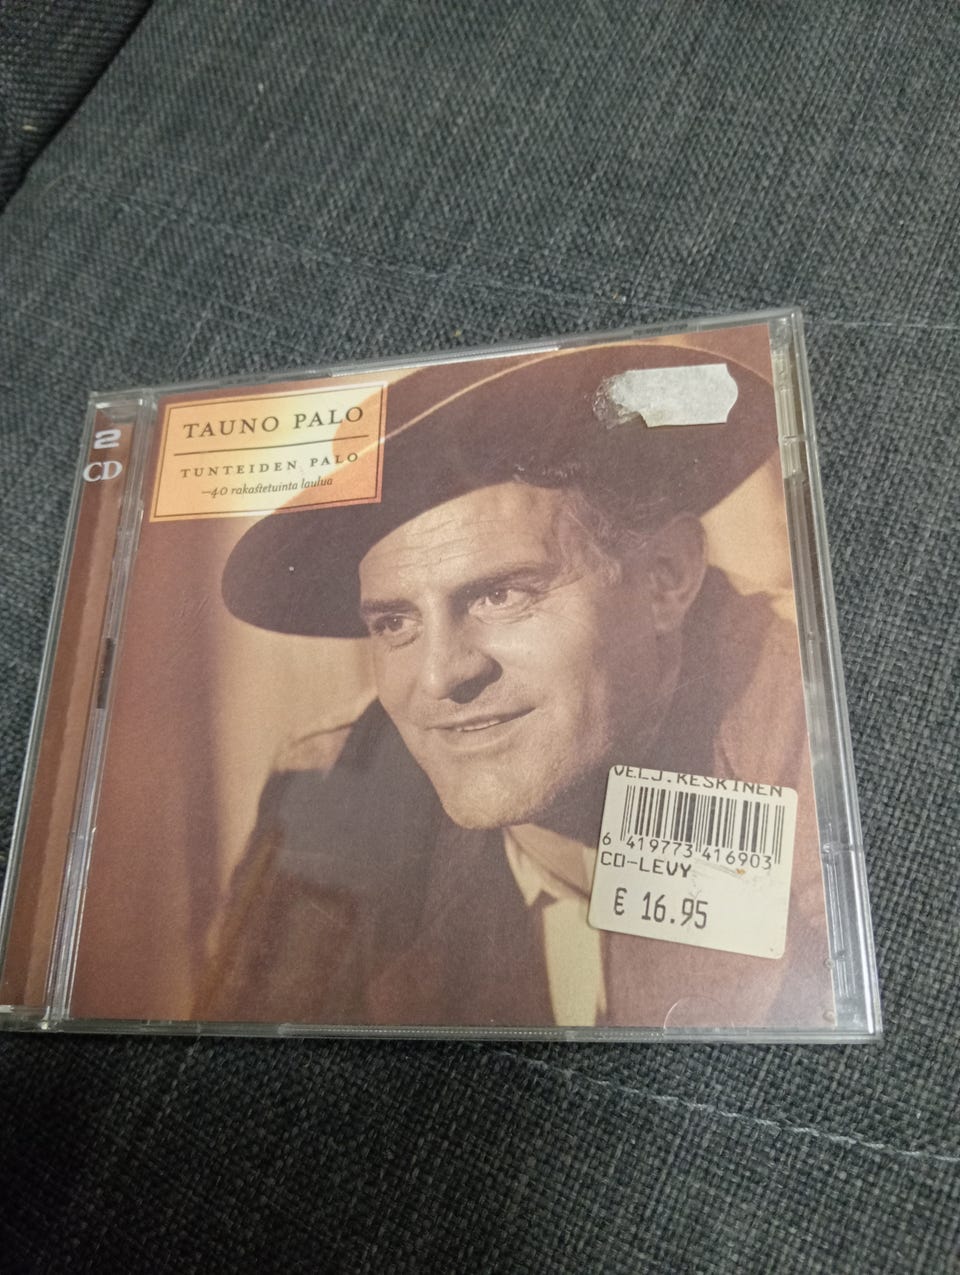 TAUNO PALO
TUNTEIDEN PALO
–40 rakastetuinta laulua
2
CD
VELJ.KESKINEN
6 419773 416903
CD-LEVY
€ 16.95